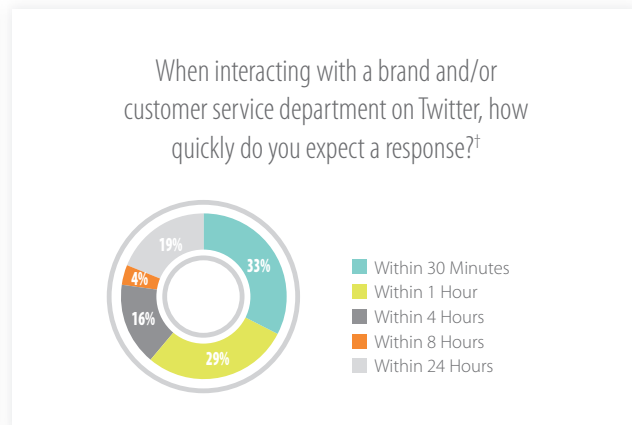 When interacting with a brand and/or
customer service department on Twitter, how
quickly do you expect a response?†
19%
33%
4%
16%
29%
Within 30 Minutes
Within 1 Hour
Within 4 Hours
Within 8 Hours
Within 24 Hours